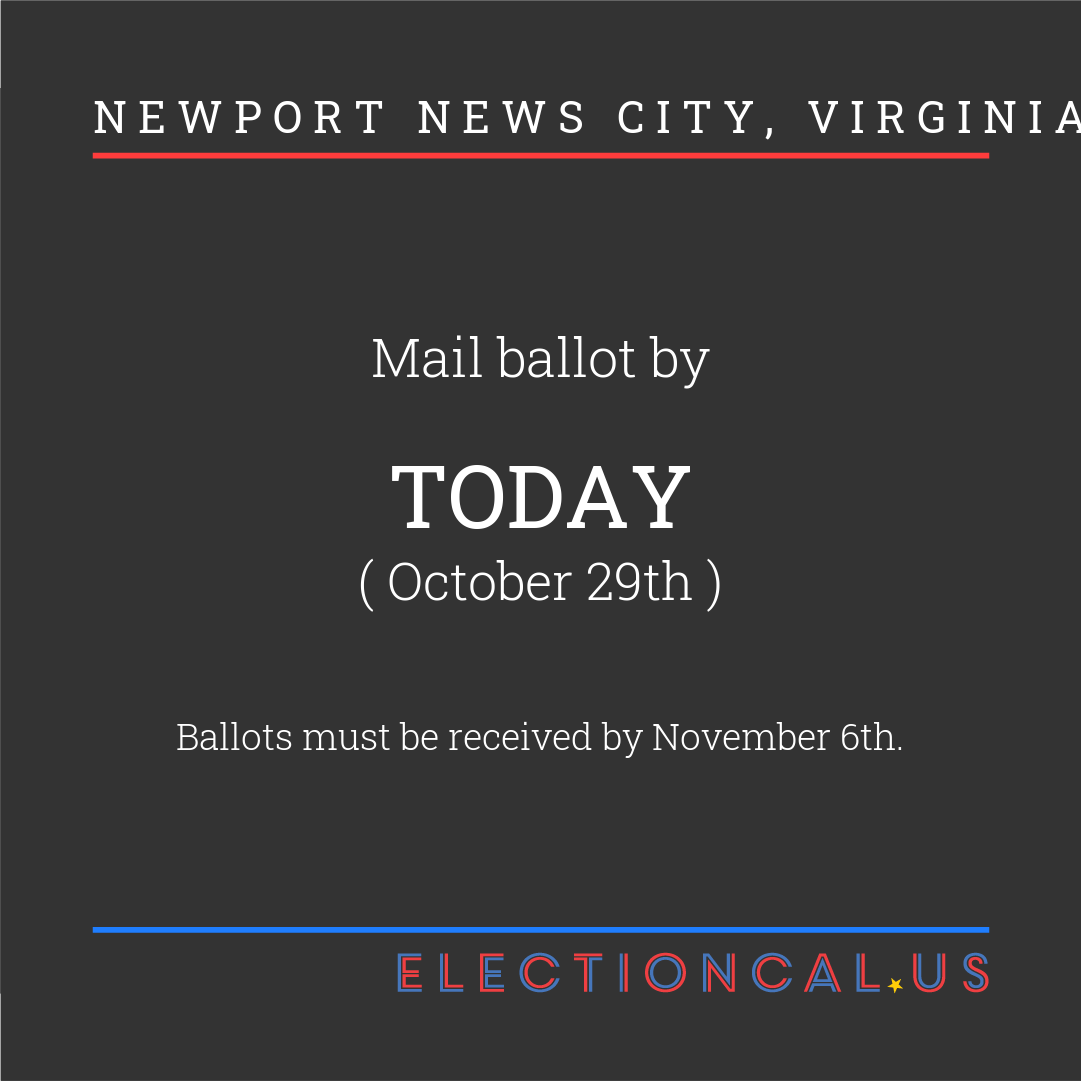 NEWPORT NEWS CITY, VIRGINIA
Mail ballot by
TODAY
( October 29th )
Ballots must be received by November 6th.
ELECTIONCAL.US